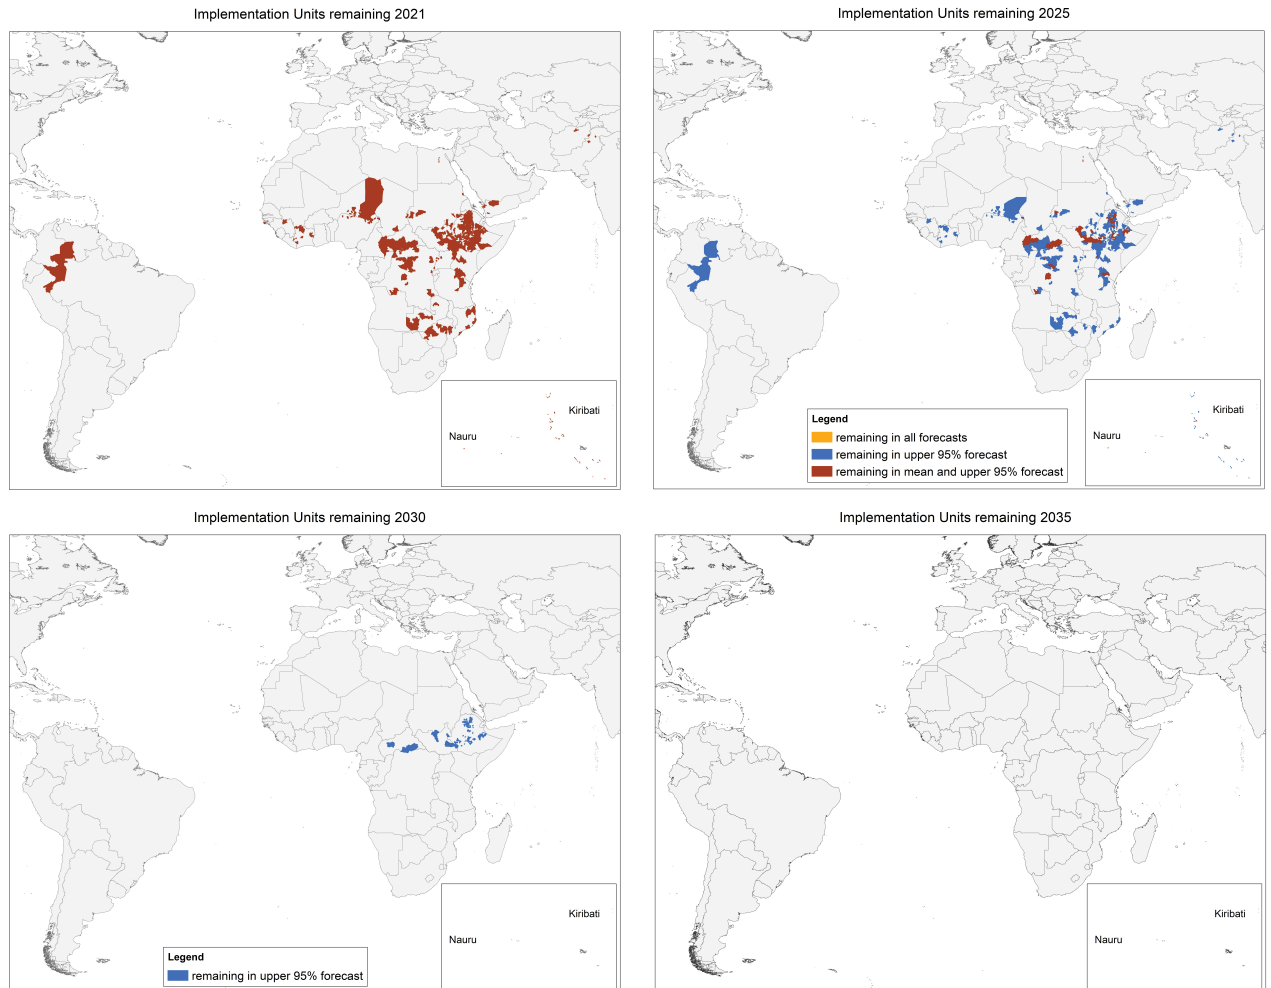 Implementation Units remaining 2021
Implementation Units remaining 2025
Kiribati
Nauru
Kiribati
Nauru
Legend
remaining in all forecasts
remaining in upper 95% forecast
remaining in mean and upper 95% forecast
Implementation Units remaining 2030
Implementation Units remaining 2035
Kiribati
Nauru
Kiribati
Nauru
Legend
remaining in upper 95% forecast